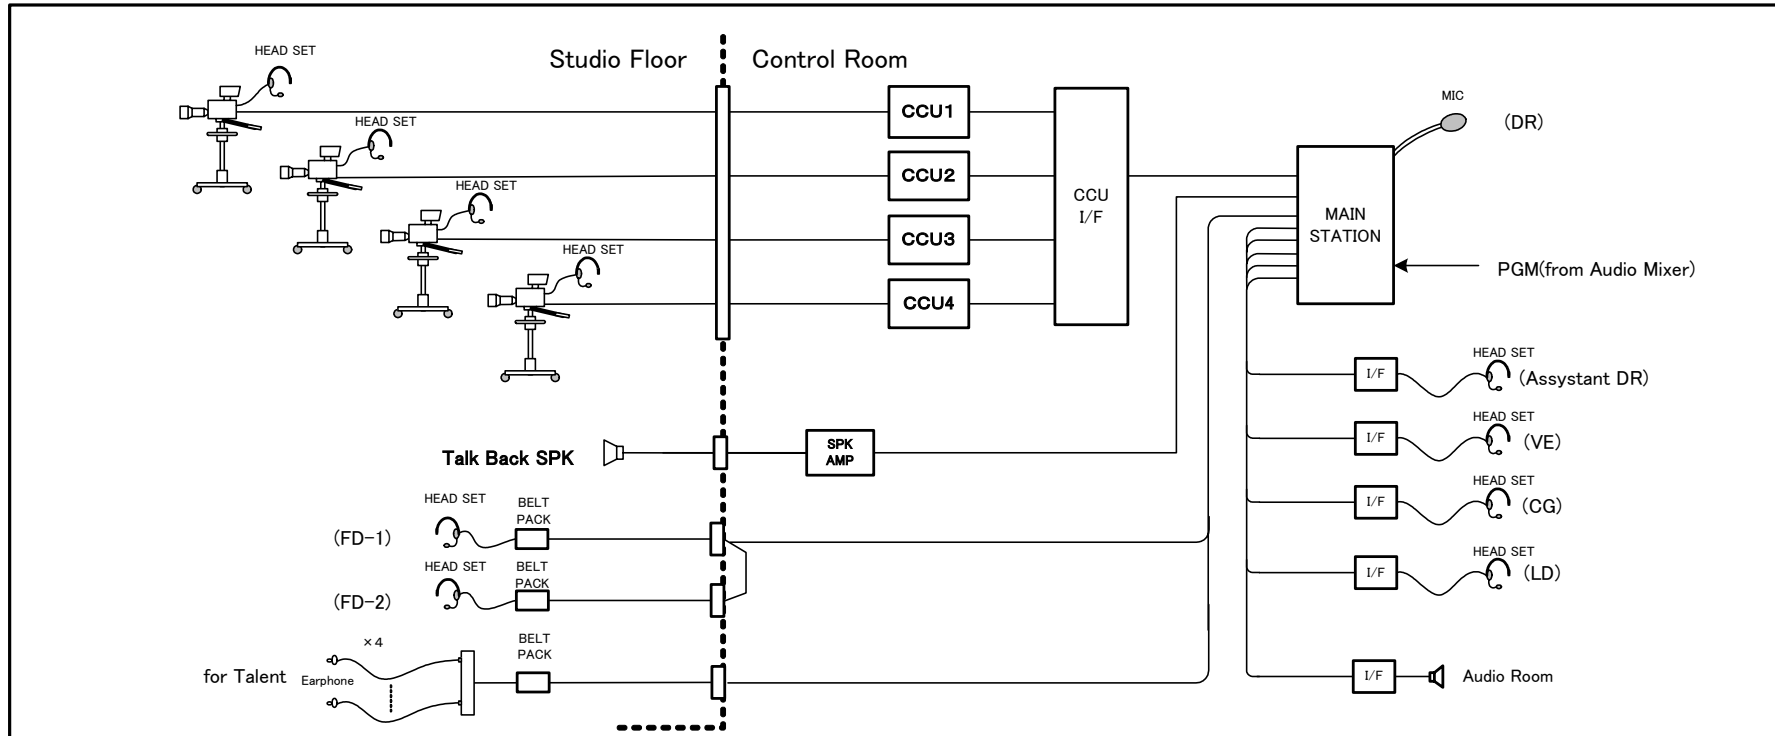 Studio Floor
Control Room
HEAD SET
HEAD SET
HEAD SET
HEAD SET
CCU1
CCU2
CCU3
CCU4
CCU
I/F
MIC
(DR)
MAIN
STATION
PGM(from Audio Mixer)
HEAD SET
I/F
(Assystant DR)
HEAD SET
I/F
(VE)
HEAD SET
I/F
(CG)
HEAD SET
I/F
(LD)
I/F
Audio Room
Talk Back SPK
SPK
AMP
HEAD SET
BELT
PACK
(FD-1)
HEAD SET
BELT
PACK
(FD-2)
×4
BELT
PACK
for Talent
Earphone